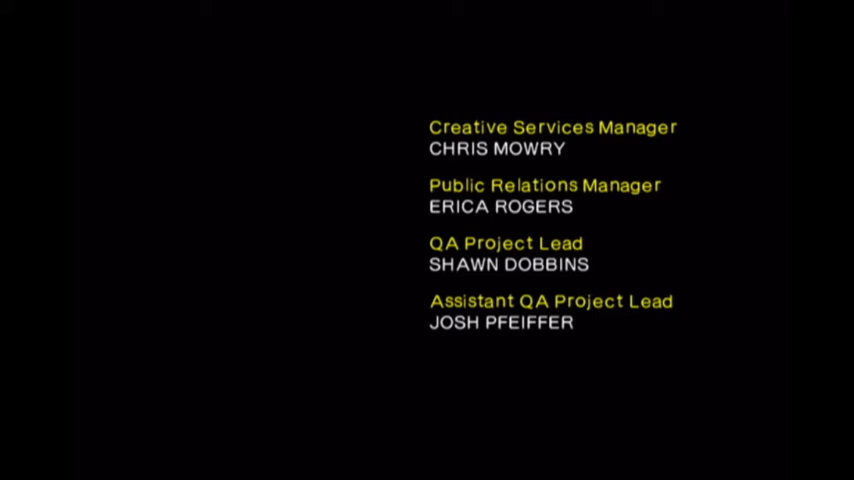 Creative Services Manager
CHRIS MOWRY
Public Relations Manager
ERICA ROGERS
QA Project Lead
SHAWN DOBBINS
Assistant QA Project Lead
JOSH PFEIFFER